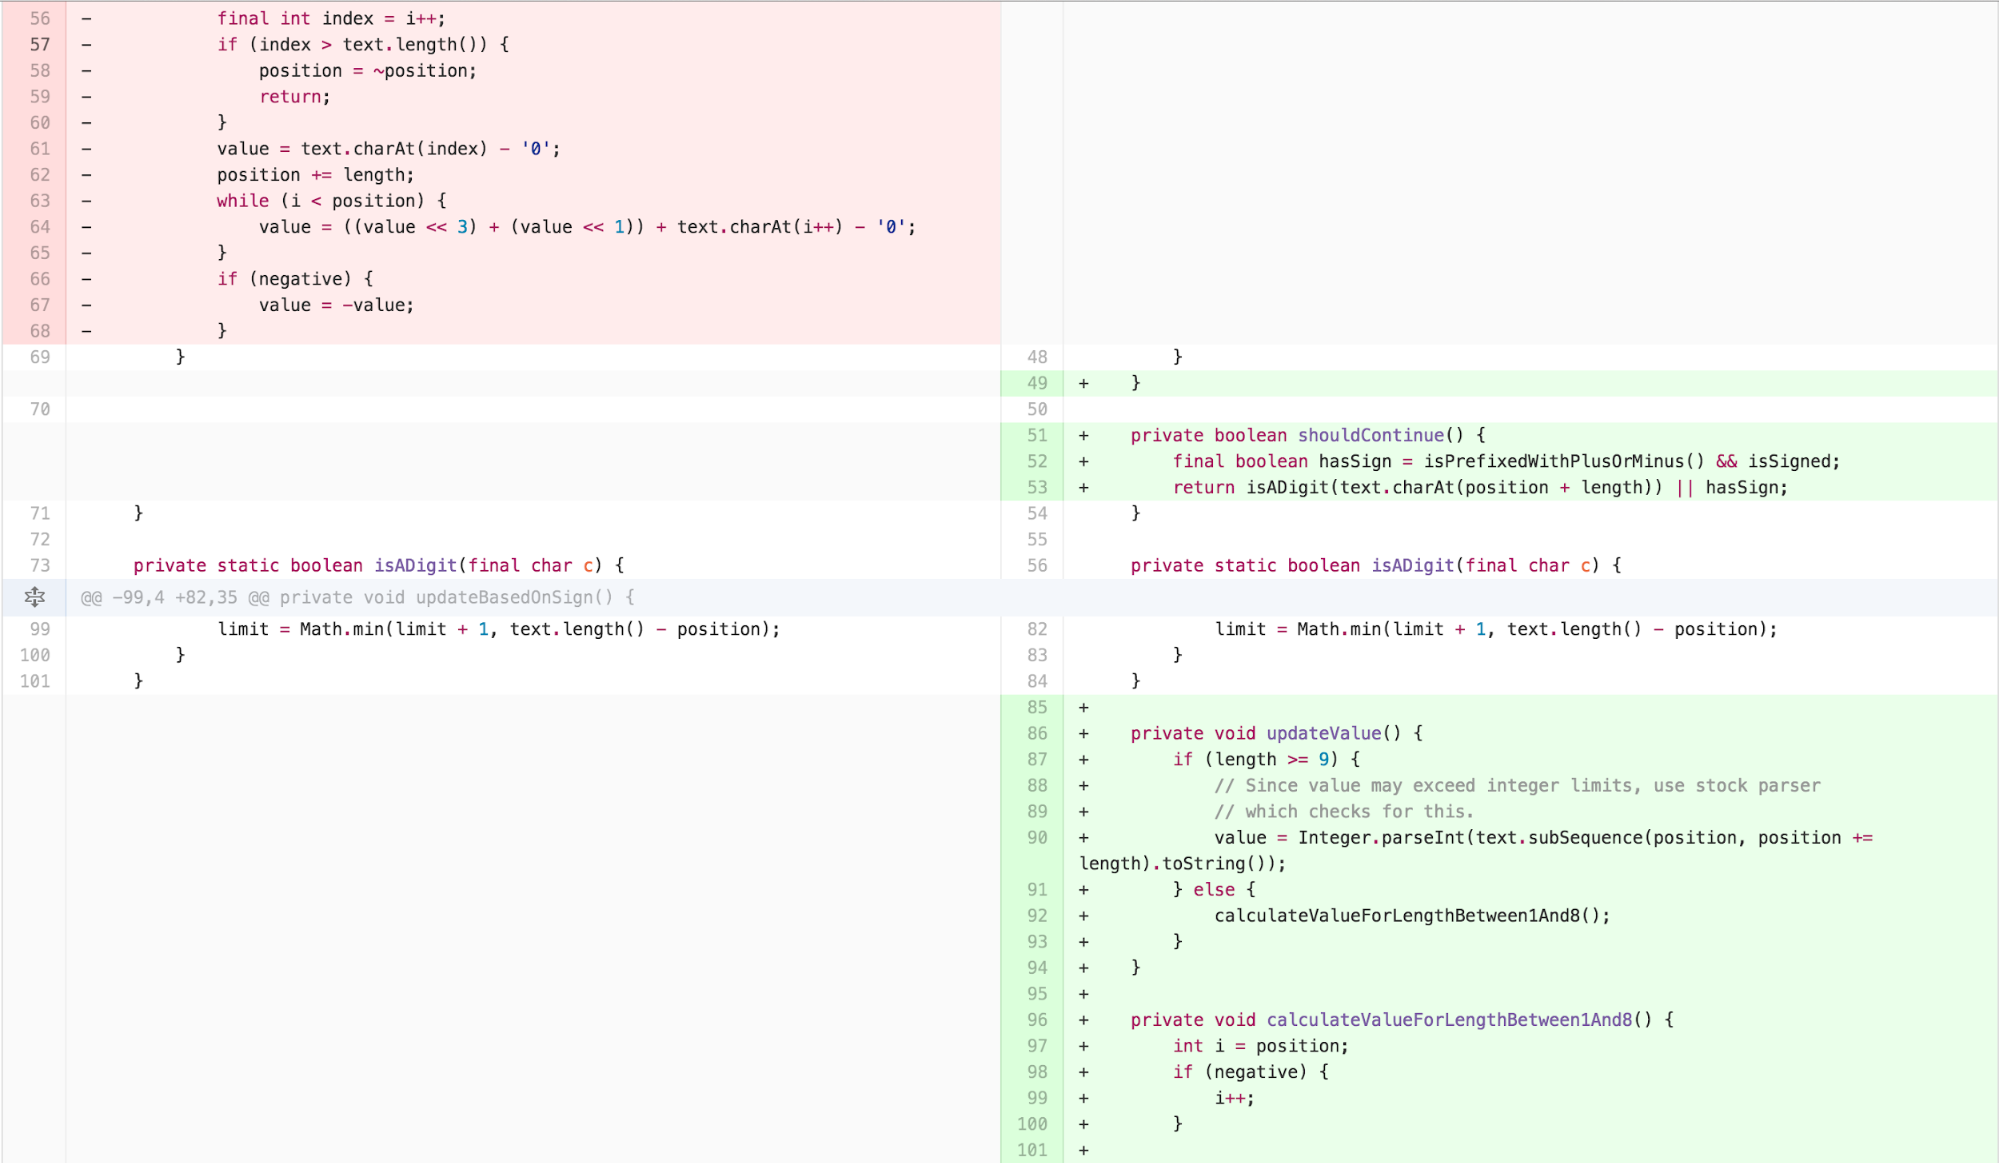 56 -             final int index = i++;
57 -             if (index > text.length()) {
58 -                 position = ~position;
59 -                 return;
60 -             }
61 -             value = text.charAt(index) - '0';
62 -             position += length;
63 -             while (i < position) {
64 -                 value = ((value << 3) + (value << 1)) + text.charAt(i++) - '0';
65 -             }
66 -             if (negative) {
67 -                 value = -value;
68 -             }
69         }
70
71     }
72
73     private static boolean isADigit(final char c) {
48         }
49 +     }
50
51 +     private boolean shouldContinue() {
52 +         final boolean hasSign = isPrefixedWithPlusOrMinus() && isSigned;
53 +         return isADigit(text.charAt(position + length)) || hasSign;
54     }
55
56     private static boolean isADigit(final char c) {
@@ -99,4 +82,35 @@ private void updateBasedOnSign() {
99             limit = Math.min(limit + 1, text.length() - position);
100         }
101     }
82             limit = Math.min(limit + 1, text.length() - position);
83         }
84     }
85 +
86 +     private void updateValue() {
87 +         if (length >= 9) {
88 +             // Since value may exceed integer limits, use stock parser
89 +             // which checks for this.
90 +             value = Integer.parseInt(text.subSequence(position, position +=
length).toString());
91 +         } else {
92 +             calculateValueForLengthBetween1And8();
93 +         }
94 +     }
95 +
96 +     private void calculateValueForLengthBetween1And8() {
97 +         int i = position;
98 +         if (negative) {
99 +             i++;
100 +         }
101 +